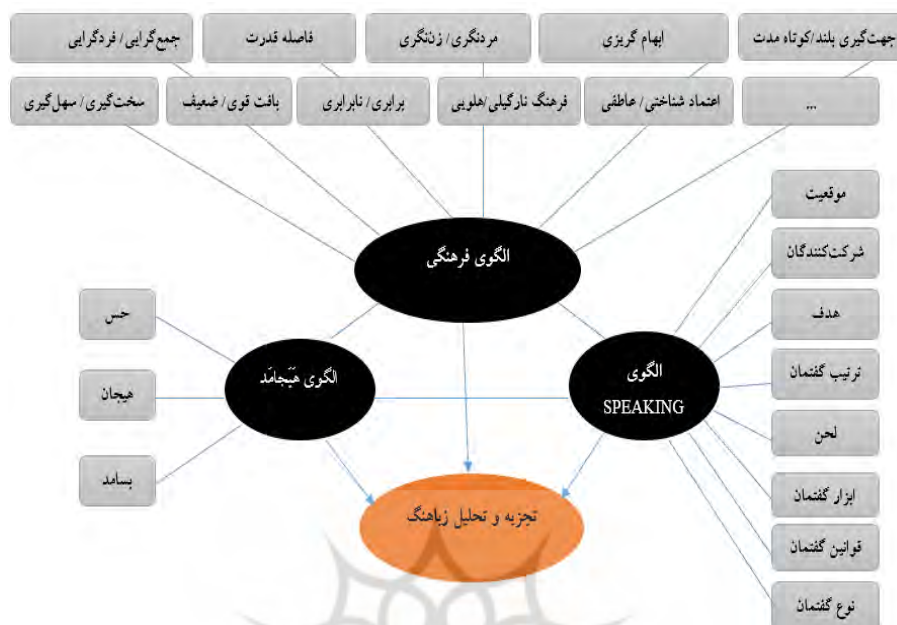 جمع‌گرایی/ فردگرایی
فاصله قدرت
مردنگری/ زن‌نگری
ابهام گریزی
جهت‌گیری بلند/کوتاه مدت
سخت‌گیری/ سهل‌گیری
بافت قوی/ ضعیف
برابری/ نابرابری
فرهنگ نارگیلی/هلویی
اعتماد شناختی/ عاطفی
...
الگوی فرهنگی
موقعیت
شرکت‌کنندگان
هدف
ترتیب گفتمان
لحن
ابزار گفتمان
قوانین گفتمان
نوع گفتمان
الگوی
SPEAKING
الگوی هَیَجامَد
حس
هیجان
بسامد
تجزیه و تحلیل زباهنگ